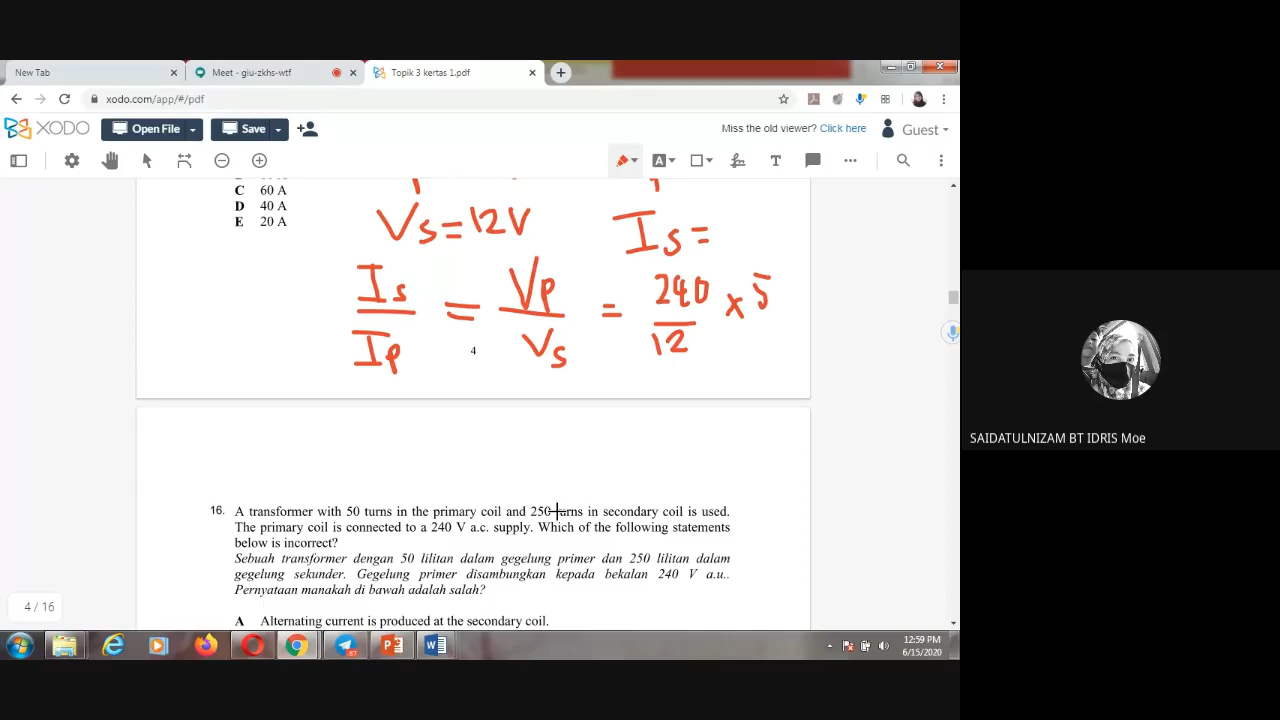 New Tab
Meet - giu-zkhs-wtf
Topik 3 kertas 1.pdf
xodo.com/app/#/pdf
XODO
Open File
Save
Miss the old viewer? Click here
Guest
C 60 A
D 40 A
E 20 A
Vs = 12V
Is =
Is/Ip = Vp/Vs = 240/12 × 5
4
16. A transformer with 50 turns in the primary coil and 250 turns in secondary coil is used.
The primary coil is connected to a 240 V a.c. supply. Which of the following statements
below is incorrect?
Sebuah transformer dengan 50 lilitan dalam gegelung primer dan 250 lilitan dalam
gegelung sekunder. Gegelung primer disambungkan kepada bekalan 240 V a.u..
Pernyataan manakah di bawah adalah salah?
A Alternating current is produced at the secondary coil.
4 / 16
SAIDATULNIZAM BT IDRIS Moe
12:59 PM
6/15/2020